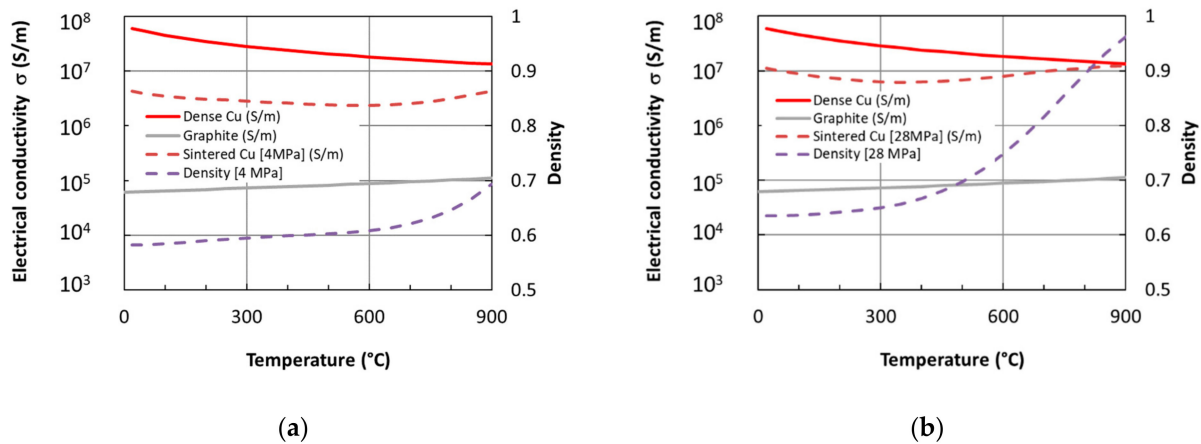 Electrical conductivity σ (S/m)
10⁸
10⁷
10⁶
10⁵
10⁴
10³
Dense Cu (S/m)
Graphite (S/m)
Sintered Cu [4MPa] (S/m)
Density [4 MPa]
1
0.9
0.8
0.7
0.6
0.5
Density
0
300
600
900
Temperature (°C)
(a)
Electrical conductivity σ (S/m)
10⁸
10⁷
10⁶
10⁵
10⁴
10³
Dense Cu (S/m)
Graphite (S/m)
Sintered Cu [28MPa] (S/m)
Density [28 MPa]
1
0.9
0.8
0.7
0.6
0.5
Density
0
300
600
900
Temperature (°C)
(b)